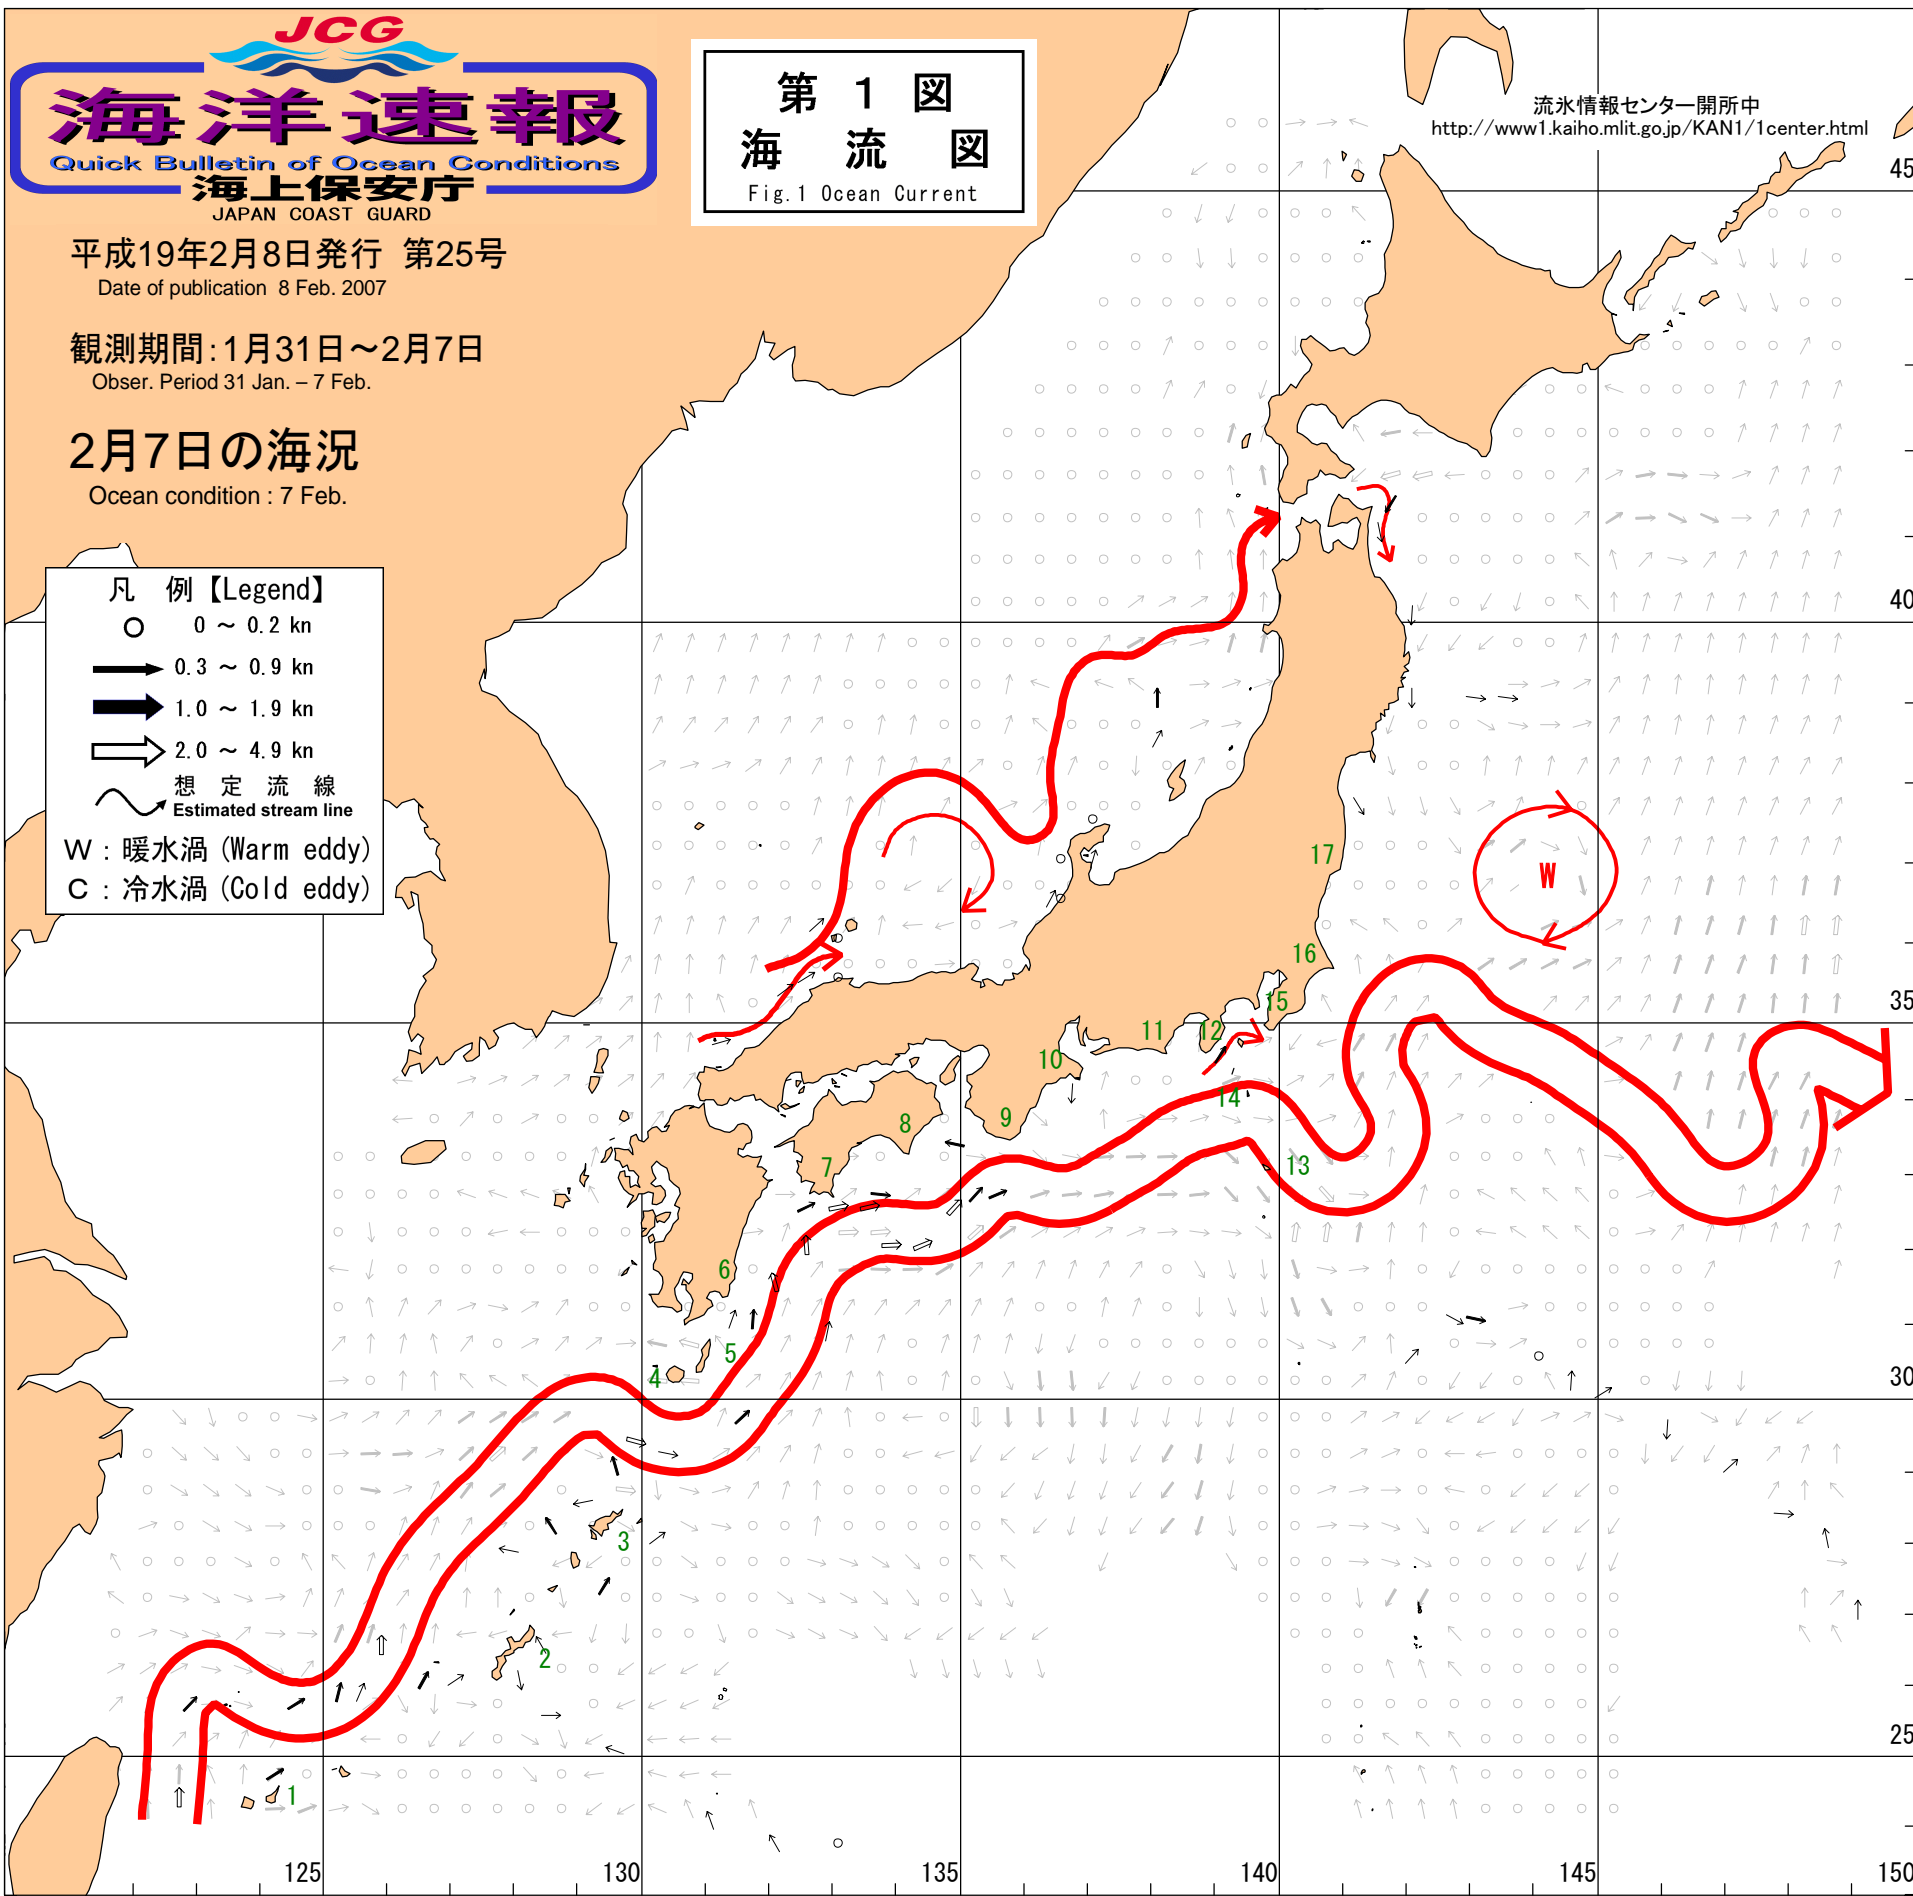 JCG
海洋速報
Quick Bulletin of Ocean Conditions
海上保安庁
JAPAN COAST GUARD
平成19年2月8日発行 第25号
Date of publication 8 Feb. 2007
観測期間:1月31日～2月7日
Obser. Period 31 Jan. – 7 Feb.
2月7日の海況
Ocean condition : 7 Feb.
第 1 図
海 流 図
Fig.1 Ocean Current
流氷情報センター開所中
http://www1.kaiho.mlit.go.jp/KAN1/1center.html
凡 例【Legend】
0 ～ 0.2 kn
0.3 ～ 0.9 kn
1.0 ～ 1.9 kn
2.0 ～ 4.9 kn
想 定 流 線
Estimated stream line
W : 暖水渦 (Warm eddy)
C : 冷水渦 (Cold eddy)
45
40
17
W
16
35
15
12
11
10
14
9
8
7
13
6
5
4
30
3
2
25
1
125
130
135
140
145
150